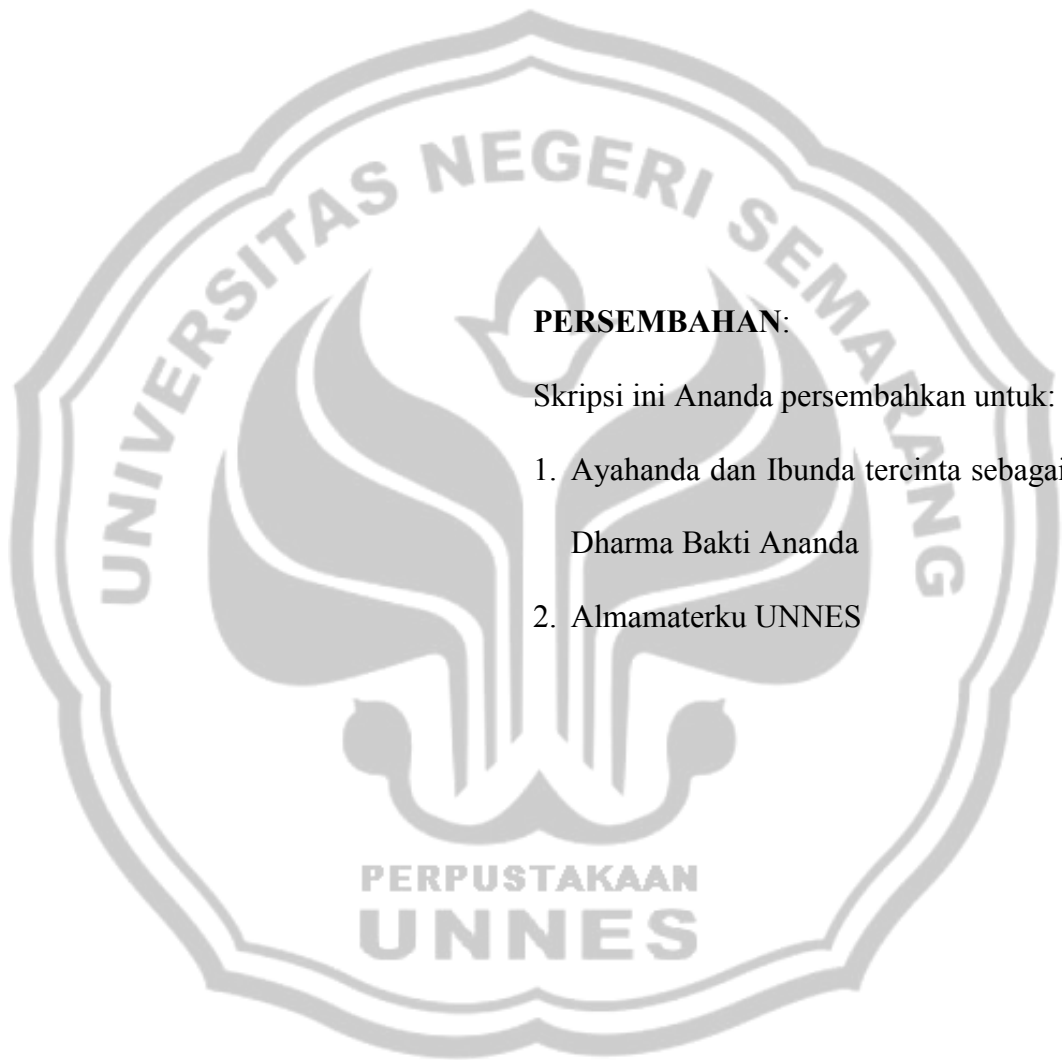 UNIVERSITAS NEGERI SEMARANG
PERSEMBAHAN:
Skripsi ini Ananda persembahkan untuk:
1. Ayahanda dan Ibunda tercinta sebagai
Dharma Bakti Ananda
2. Almamaterku UNNES
PERPUSTAKAAN
UNNES